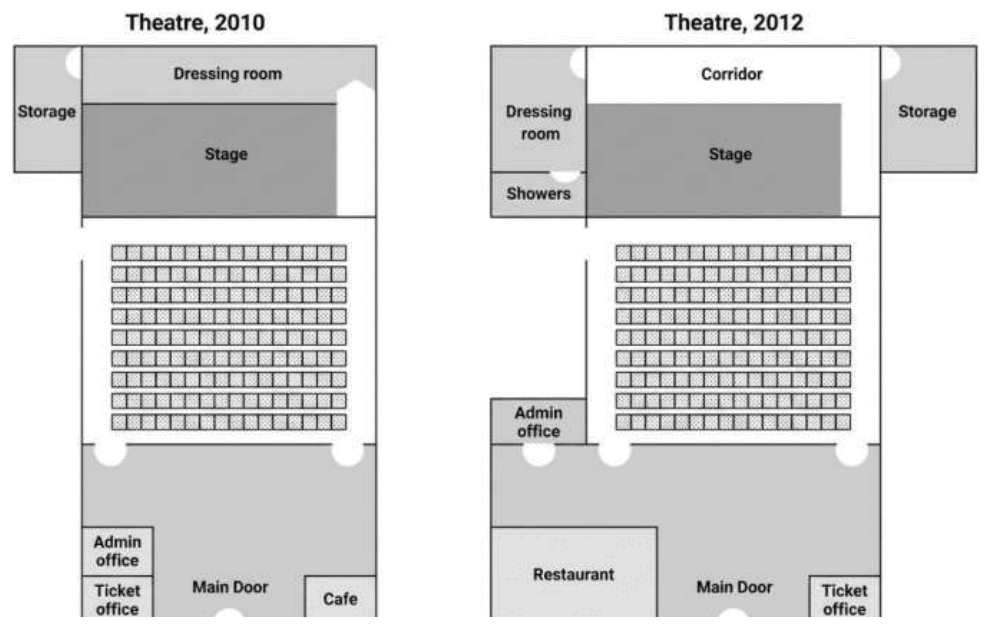 Theatre, 2010
Dressing room
Storage
Stage
Admin
office
Ticket
office
Main Door
Cafe
Theatre, 2012
Corridor
Dressing
room
Storage
Stage
Showers
Admin
office
Restaurant
Main Door
Ticket
office